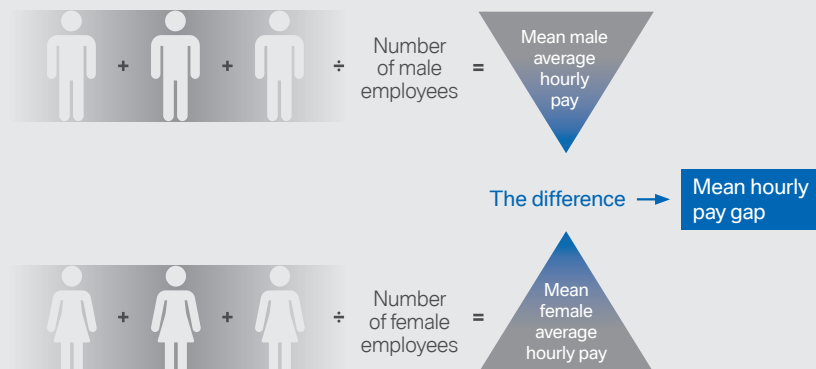 + + ÷ Number
of male
employees
=
Mean male
average
hourly
pay
The difference → Mean hourly
pay gap
+ + ÷ Number
of female
employees
=
Mean
female
average
hourly pay